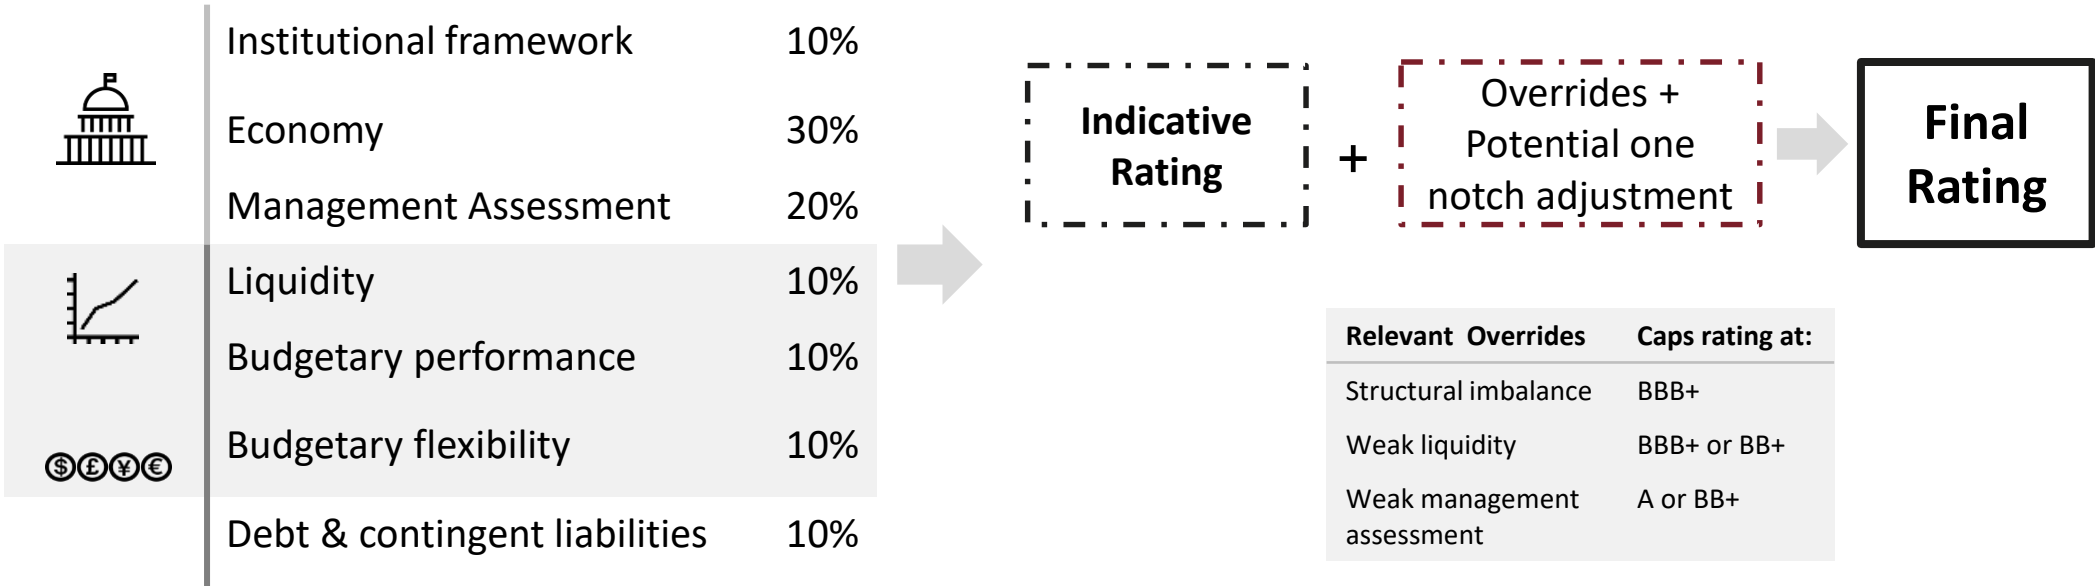 Institutional framework 10%
Economy 30%
Management Assessment 20%
Liquidity 10%
Budgetary performance 10%
Budgetary flexibility 10%
Debt & contingent liabilities 10%
$ £ ¥ €
Indicative
Rating
+
Overrides +
Potential one
notch adjustment
Final
Rating
Relevant Overrides Caps rating at:
Structural imbalance BBB+
Weak liquidity BBB+ or BB+
Weak management A or BB+
assessment